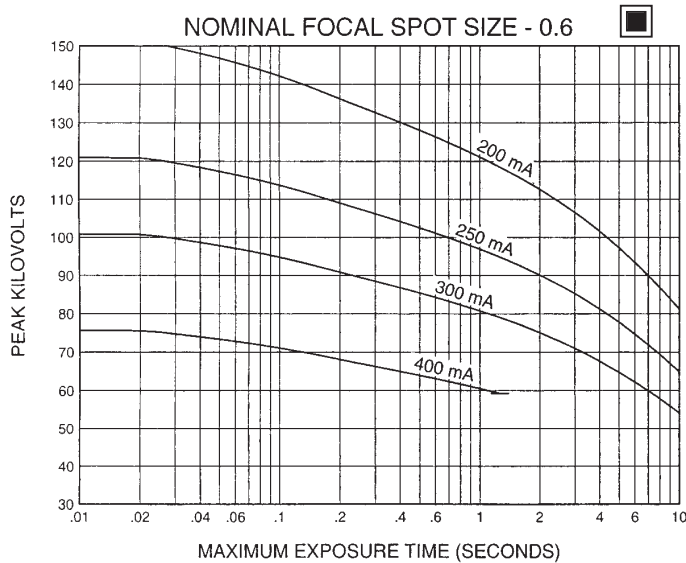 NOMINAL FOCAL SPOT SIZE - 0.6
150
140
130
120
110
100
90
80
70
60
50
40
30
PEAK KILOVOLTS
200 mA
250 mA
300 mA
400 mA
.01 .02 .04 .06 .1 .2 .4 .6 1 2 4 6 10
MAXIMUM EXPOSURE TIME (SECONDS)